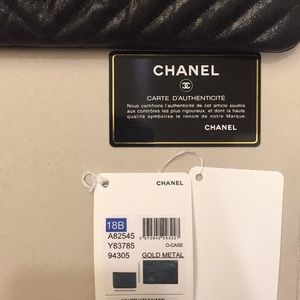 CHANEL
CARTE D'AUTHENTICITÉ
Nous certifions l'authenticité de cet article soumis
aux contrôles les plus rigoureux, et dont la haute
qualité symbolise le renom de notre Marque.
CHANEL
CHANEL
18B
A82545
Y83785 O-CASE
94305 GOLD METAL